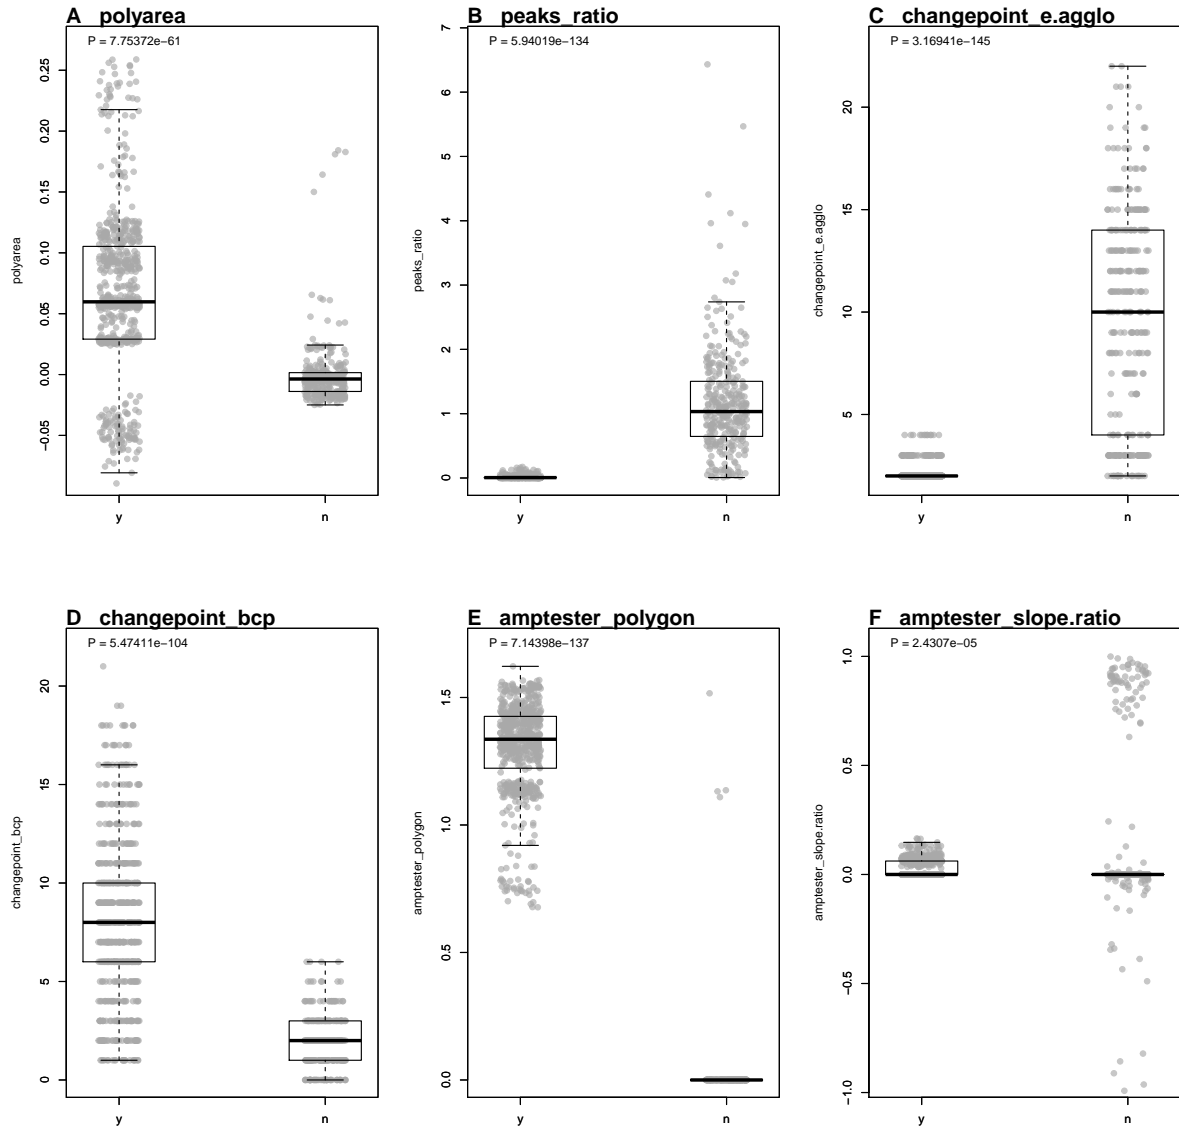 A polyarea
P = 7.75372e−61
0.25
0.20
0.15
0.10
0.05
0.00
−0.05
polyarea
y n
B peaks_ratio
P = 5.94019e−134
7
6
5
4
3
2
1
0
peaks_ratio
y n
C changepoint_e.agglo
P = 3.16941e−145
20
15
10
5
changepoint_e.agglo
y n
D changepoint_bcp
P = 5.47411e−104
20
15
10
5
0
changepoint_bcp
y n
E amptester_polygon
P = 7.14398e−137
1.5
1.0
0.5
0.0
amptester_polygon
y n
F amptester_slope.ratio
P = 2.4307e−05
1.0
0.5
0.0
−0.5
−1.0
amptester_slope.ratio
y n